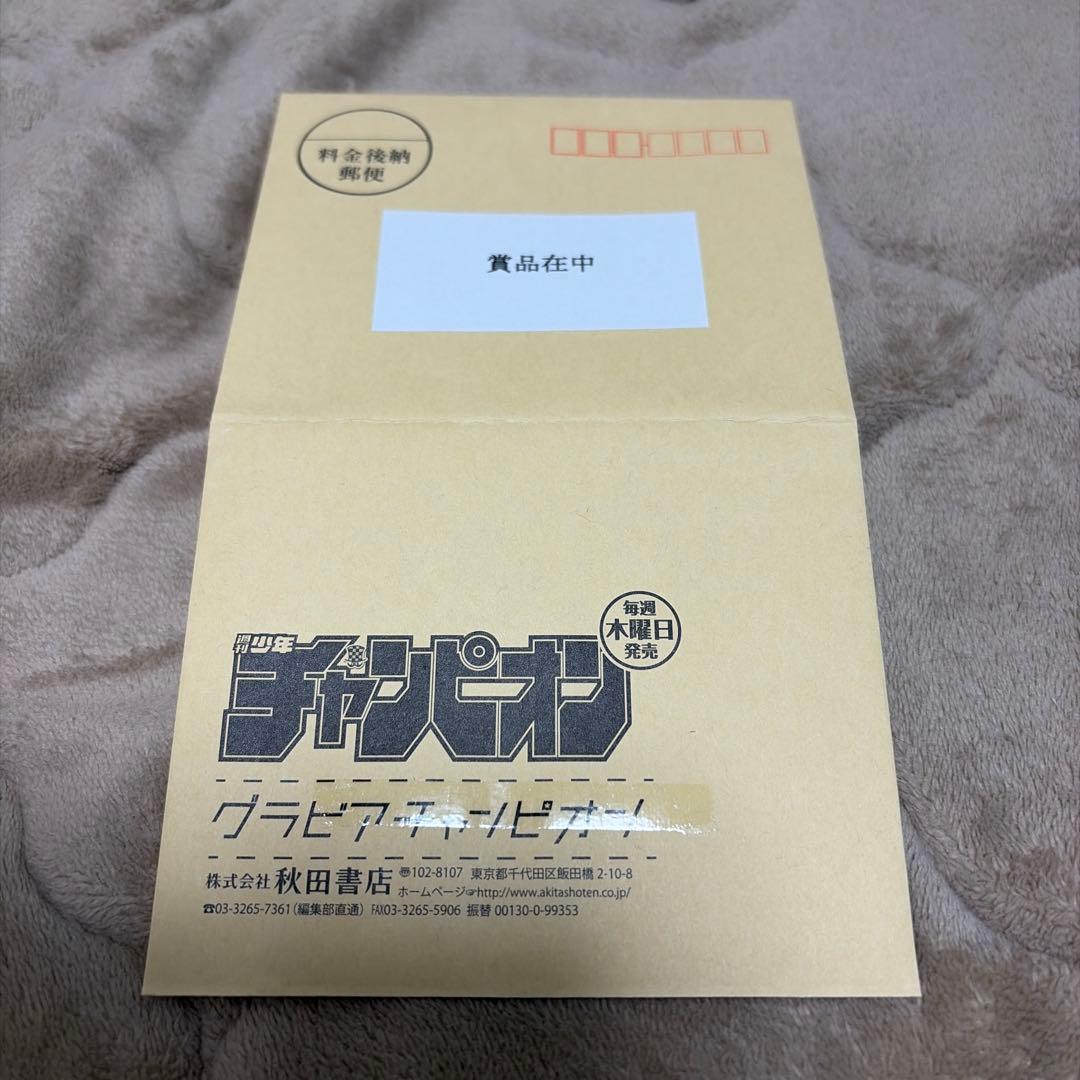 料金後納
郵便
賞品在中
毎週
木曜日
発売
週刊少年
チャンピオン
グラビアチャンピオン
株式会社 秋田書店 〠102-8107 東京都千代田区飯田橋 2-10-8
ホームページ☞http://www.akitashoten.co.jp/
☎03-3265-7361(編集部直通) FAX03-3265-5906 振替 00130-0-99353